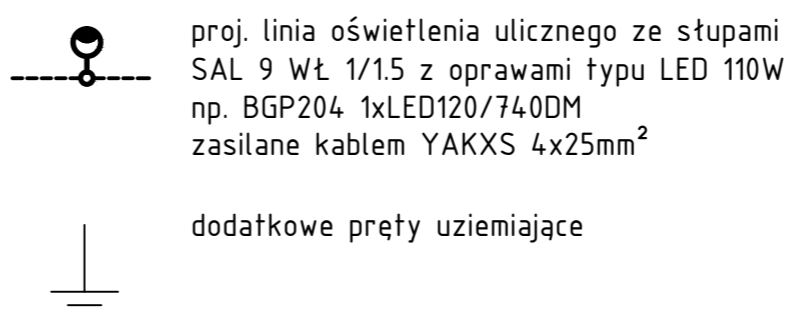 proj. linia oświetlenia ulicznego ze słupami
SAL 9 WŁ 1/1.5 z oprawami typu LED 110W
np. BGP204 1xLED120/740DM
zasilane kablem YAKXS 4x25mm²
dodatkowe pręty uziemiające